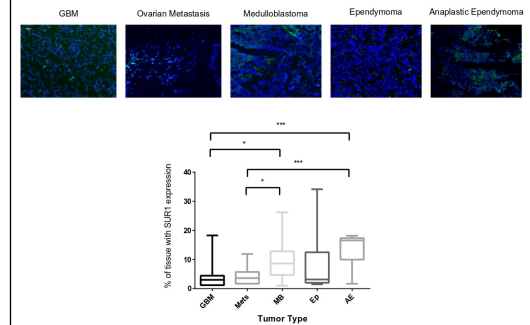 GBM
Ovarian Metastasis
Medulloblastoma
Ependymoma
Anaplastic Ependymoma
***
*
***
*
% of tissue with SUR1 expression
40
30
20
10
0
GBM
Mets
MB
Ep
AE
Tumor Type